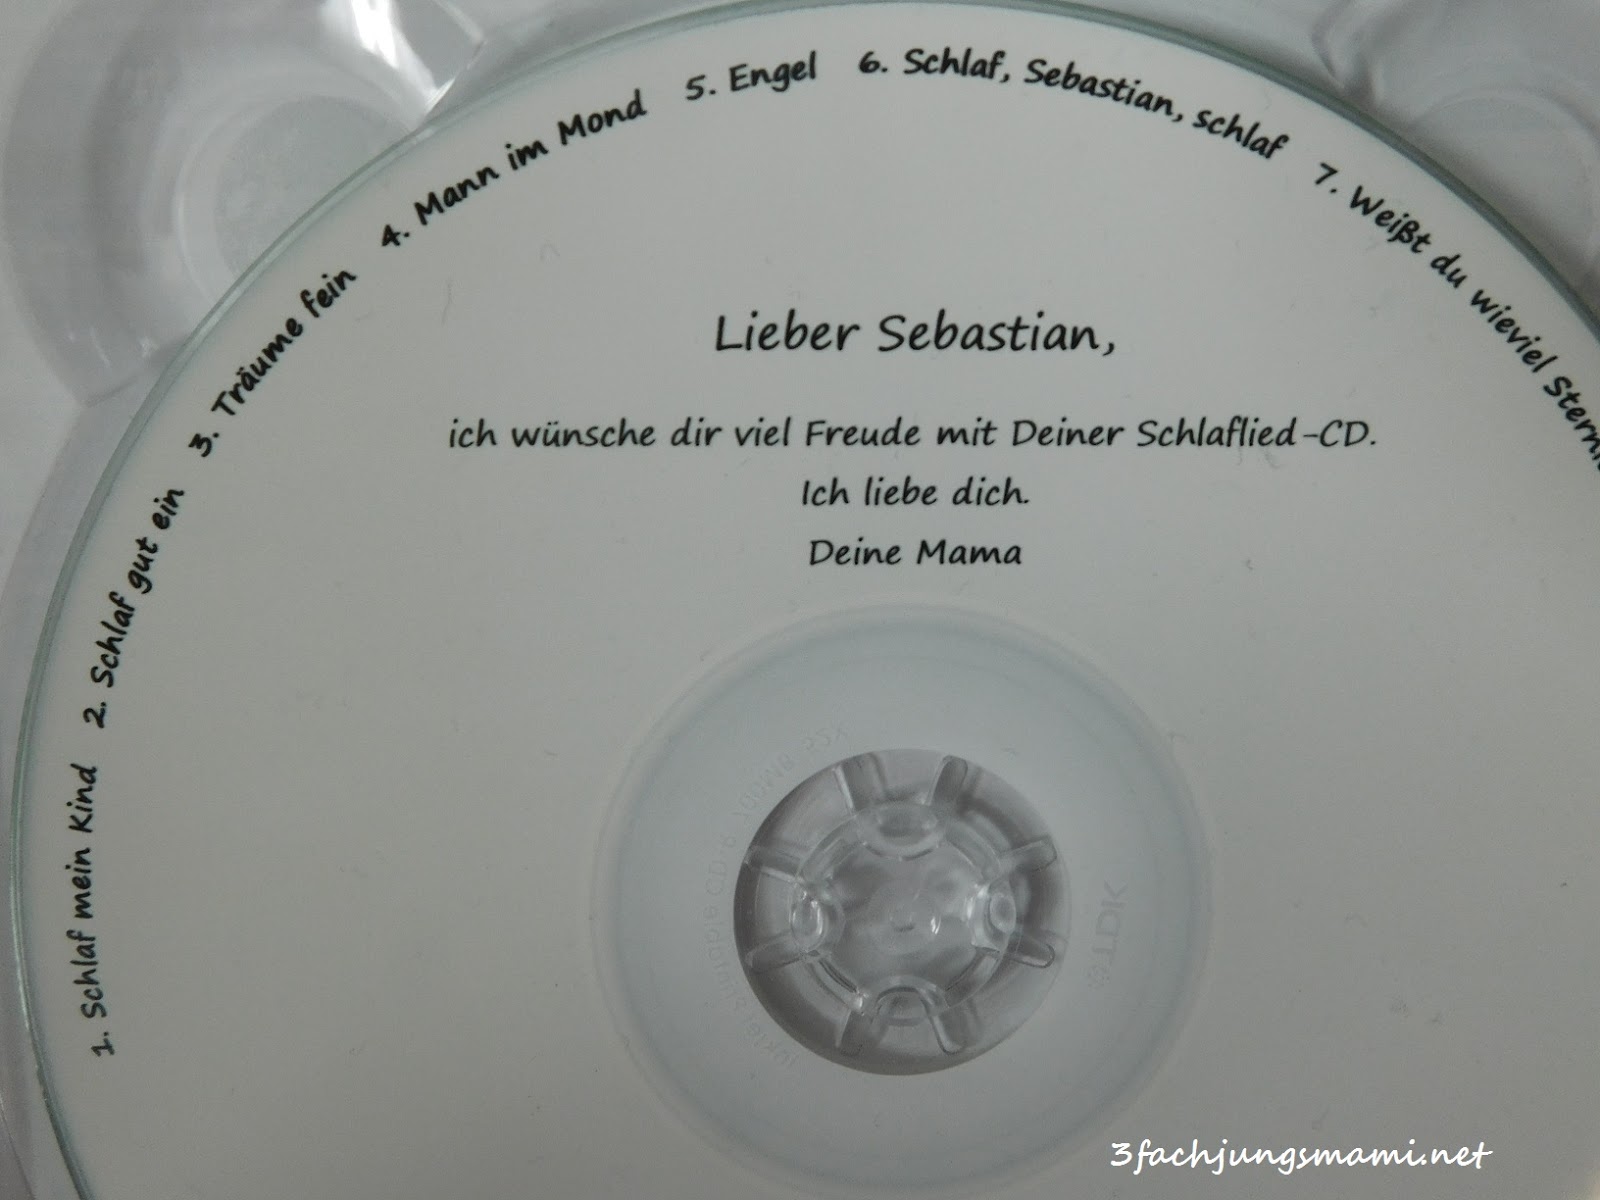 1. Schlaf mein Kind 2. Schlaf gut ein 3. Träume fein 4. Mann im Mond 5. Engel 6. Schlaf, Sebastian, schlaf 7. Weißt du wieviel
Lieber Sebastian,
ich wünsche dir viel Freude mit Deiner Schlaflied-CD.
Ich liebe dich.
Deine Mama
TDK
3fachjungsmami.net